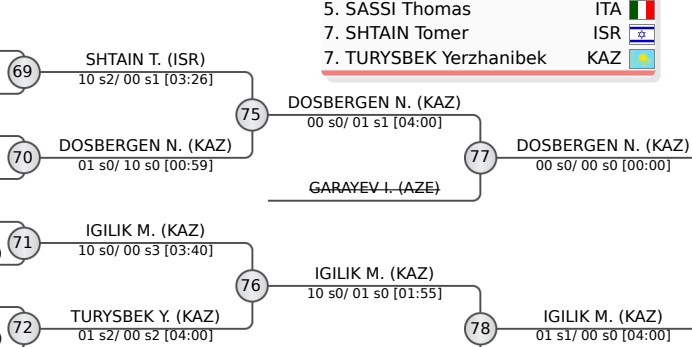 5. SASSI Thomas ITA
7. SHTAIN Tomer ISR
7. TURYSBEK Yerzhanibek KAZ
SHTAIN T. (ISR)
69
10 s2/ 00 s1 [03:26]
DOSBERGEN N. (KAZ)
75
00 s0/ 01 s1 [04:00]
DOSBERGEN N. (KAZ)
70
01 s0/ 10 s0 [00:59]
DOSBERGEN N. (KAZ)
77
00 s0/ 00 s0 [00:00]
GARAYEV I. (AZE)
IGILIK M. (KAZ)
71
10 s0/ 00 s3 [03:40]
IGILIK M. (KAZ)
76
10 s0/ 01 s0 [01:55]
TURYSBEK Y. (KAZ)
72
01 s2/ 00 s2 [04:00]
IGILIK M. (KAZ)
78
01 s1/ 00 s0 [04:00]